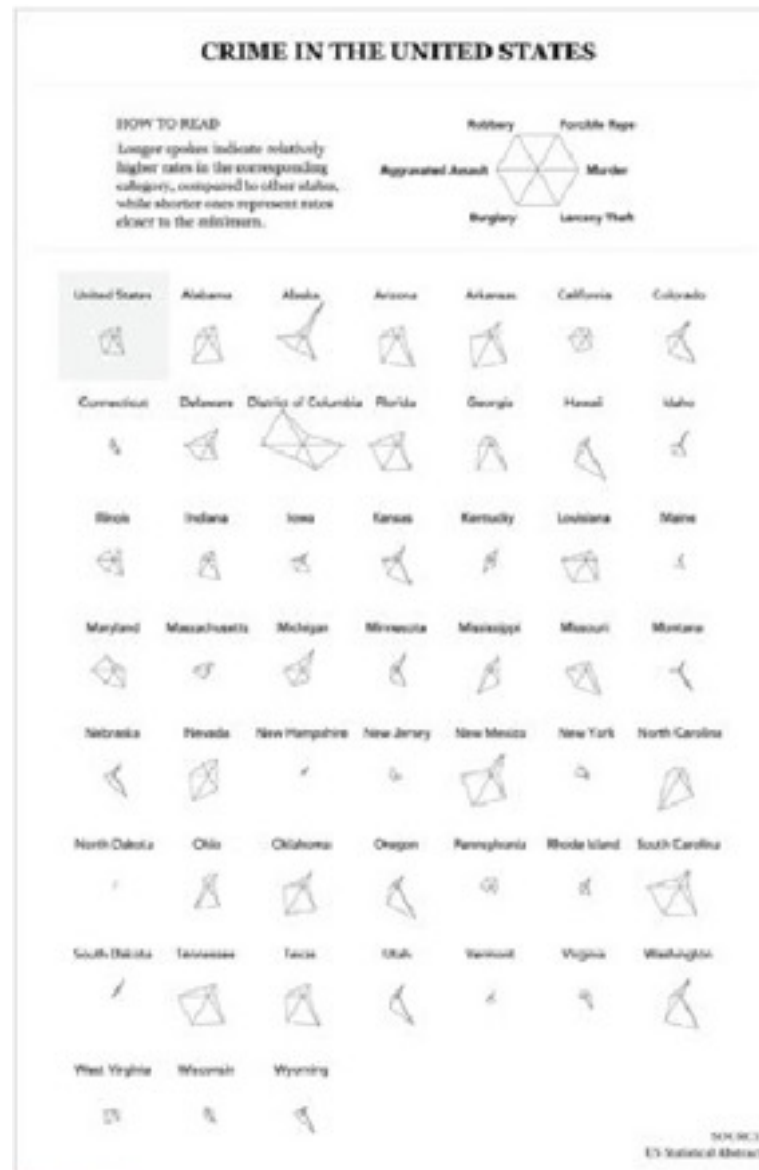 CRIME IN THE UNITED STATES
HOW TO READ
Longer spokes indicate relatively
higher rates in the corresponding
category, compared to other states,
while shorter ones represent rates
closer to the minimum.
Robbery Forcible Rape
Aggravated Assault Murder
Burglary Larceny Theft
United States Alabama Alaska Arizona Arkansas California Colorado
Connecticut Delaware District of Columbia Florida Georgia Hawaii Idaho
Illinois Indiana Iowa Kansas Kentucky Louisiana Maine
Maryland Massachusetts Michigan Minnesota Mississippi Missouri Montana
Nebraska Nevada New Hampshire New Jersey New Mexico New York North Carolina
North Dakota Ohio Oklahoma Oregon Pennsylvania Rhode Island South Carolina
South Dakota Tennessee Texas Utah Vermont Virginia Washington
West Virginia Wisconsin Wyoming
US Statistical